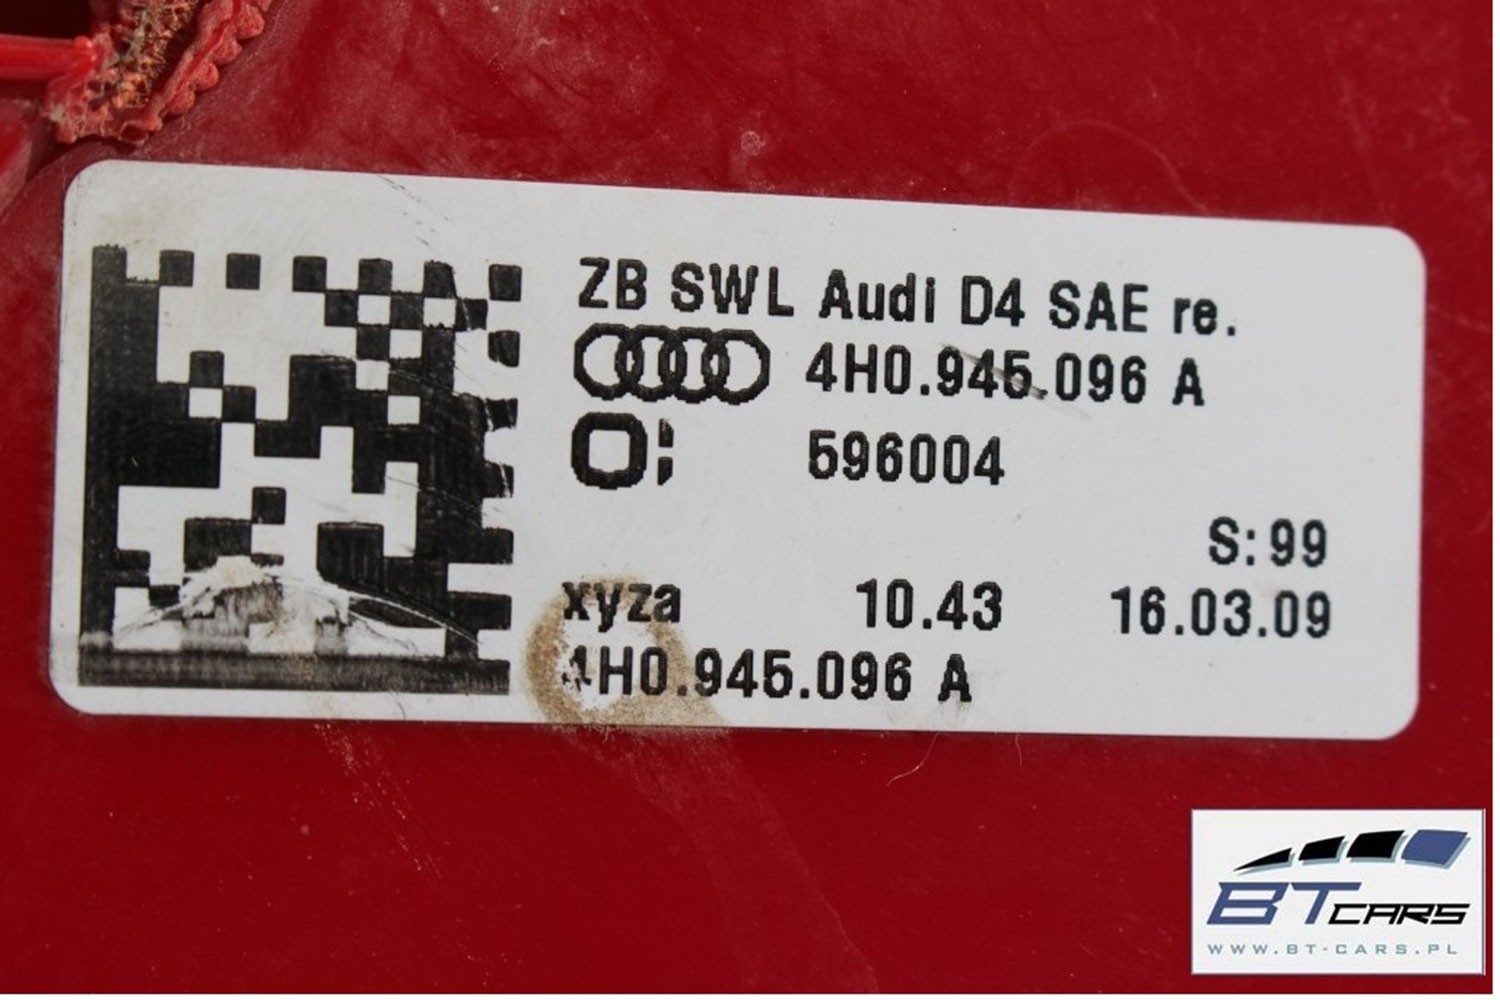 ZB SWL Audi D4 SAE re.
4H0.945.096 A
596004
S:99
xyza 10.43 16.03.09
4H0.945.096 A
BT CARS
WWW.BT-CARS.PL